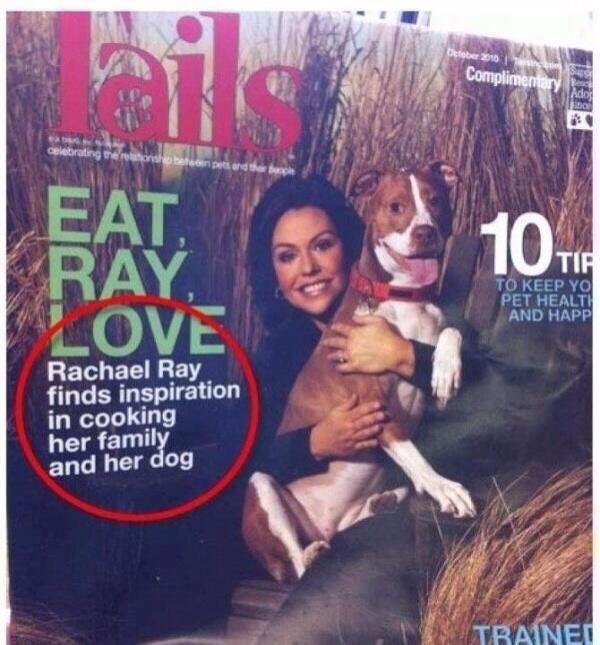 Tails
celebrating the relationship between pets and their people
October 2010 |
Complimentary
EAT,
RAY,
LOVE
Rachael Ray
finds inspiration
in cooking
her family
and her dog
10 TIP
TO KEEP YO
PET HEALTH
AND HAPP
TRAINED